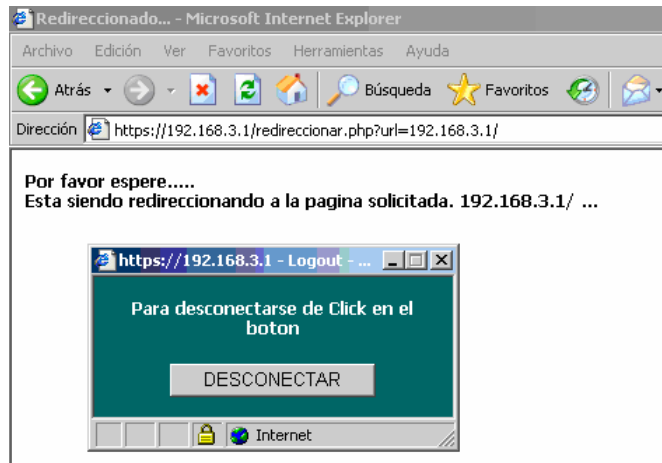 Redireccionado... - Microsoft Internet Explorer
Archivo Edición Ver Favoritos Herramientas Ayuda
Atrás Búsqueda Favoritos
Dirección https://192.168.3.1/redireccionar.php?url=192.168.3.1/
Por favor espere.....
Esta siendo redireccionando a la pagina solicitada. 192.168.3.1/ ...
https://192.168.3.1 - Logout - ...
Para desconectarse de Click en el
boton
DESCONECTAR
Internet